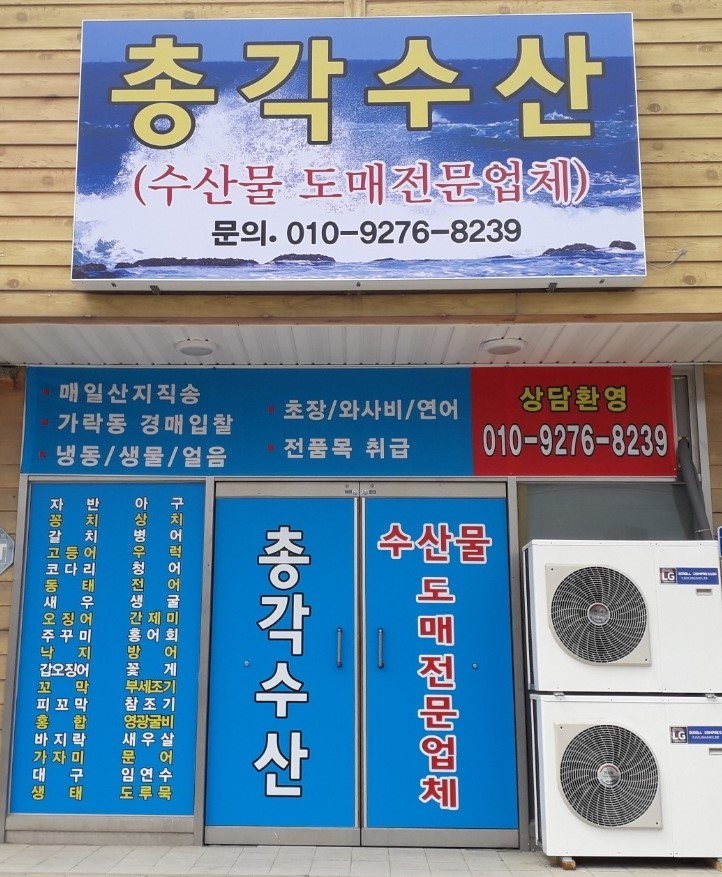 총각수산
(수산물 도매전문업체)
문의. 010-9276-8239
매일산지직송
가락동 경매입찰
냉동/생물/얼음
초장/와사비/연어
전품목 취급
상담환영
010-9276-8239
자반 아구
꽁치 상치
갈치 병어
고등어 우럭
코다리 청어
동태 전어
새우 생굴
오징어 간제미
주꾸미 홍어회
낙지 방어
갑오징어 꽃게
꼬막 부세조기
피꼬막 참조기
홍합 영광굴비
바지락 새우살
가자미 문어
대구 임연수
생태 도루묵
총각수산
수산물
도매전문업체
LG SCROLL COMPRESSOR
LG SCROLL COMPRE